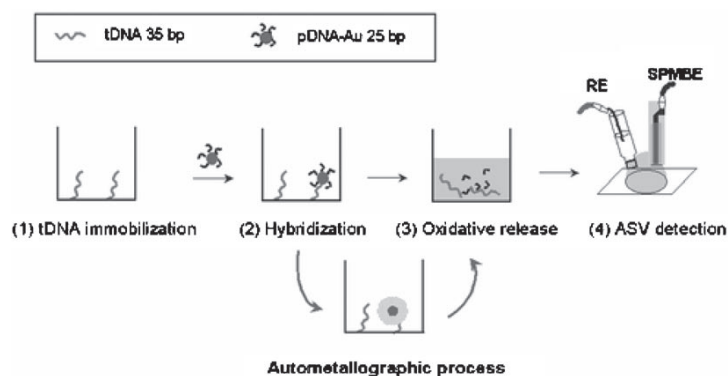 tDNA 35 bp pDNA-Au 25 bp
RE SPMBE
(1) tDNA immobilization (2) Hybridization (3) Oxidative release (4) ASV detection
Autometallographic process